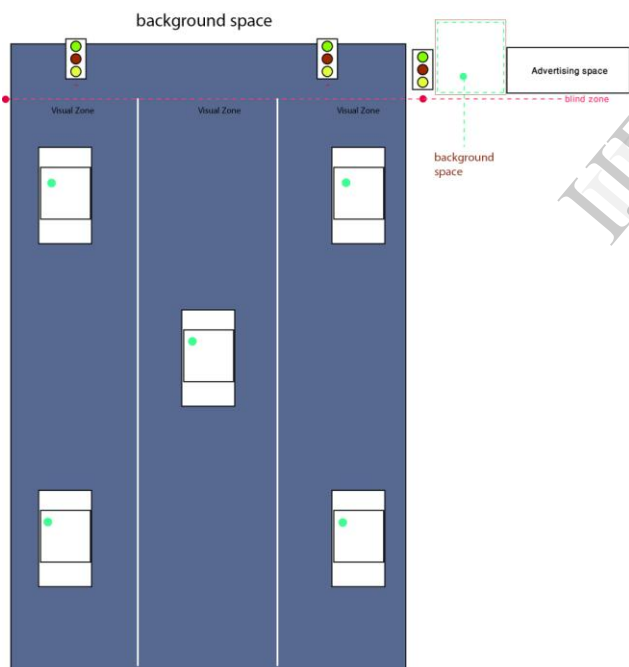 background space
Advertising space
blind zone
Visual Zone
Visual Zone
Visual Zone
background
space